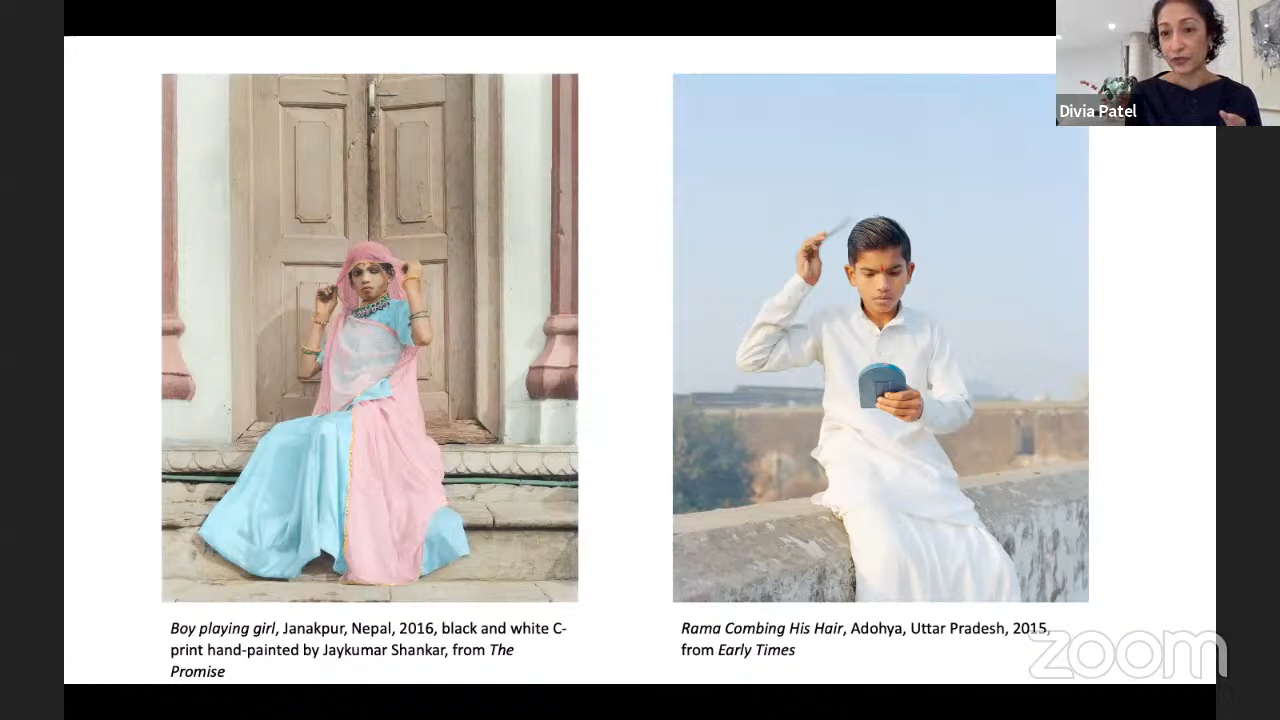 Divia Patel
Boy playing girl, Janakpur, Nepal, 2016, black and white C-
print hand-painted by Jaykumar Shankar, from The
Promise
Rama Combing His Hair, Adohya, Uttar Pradesh, 2015,
from Early Times
zoom